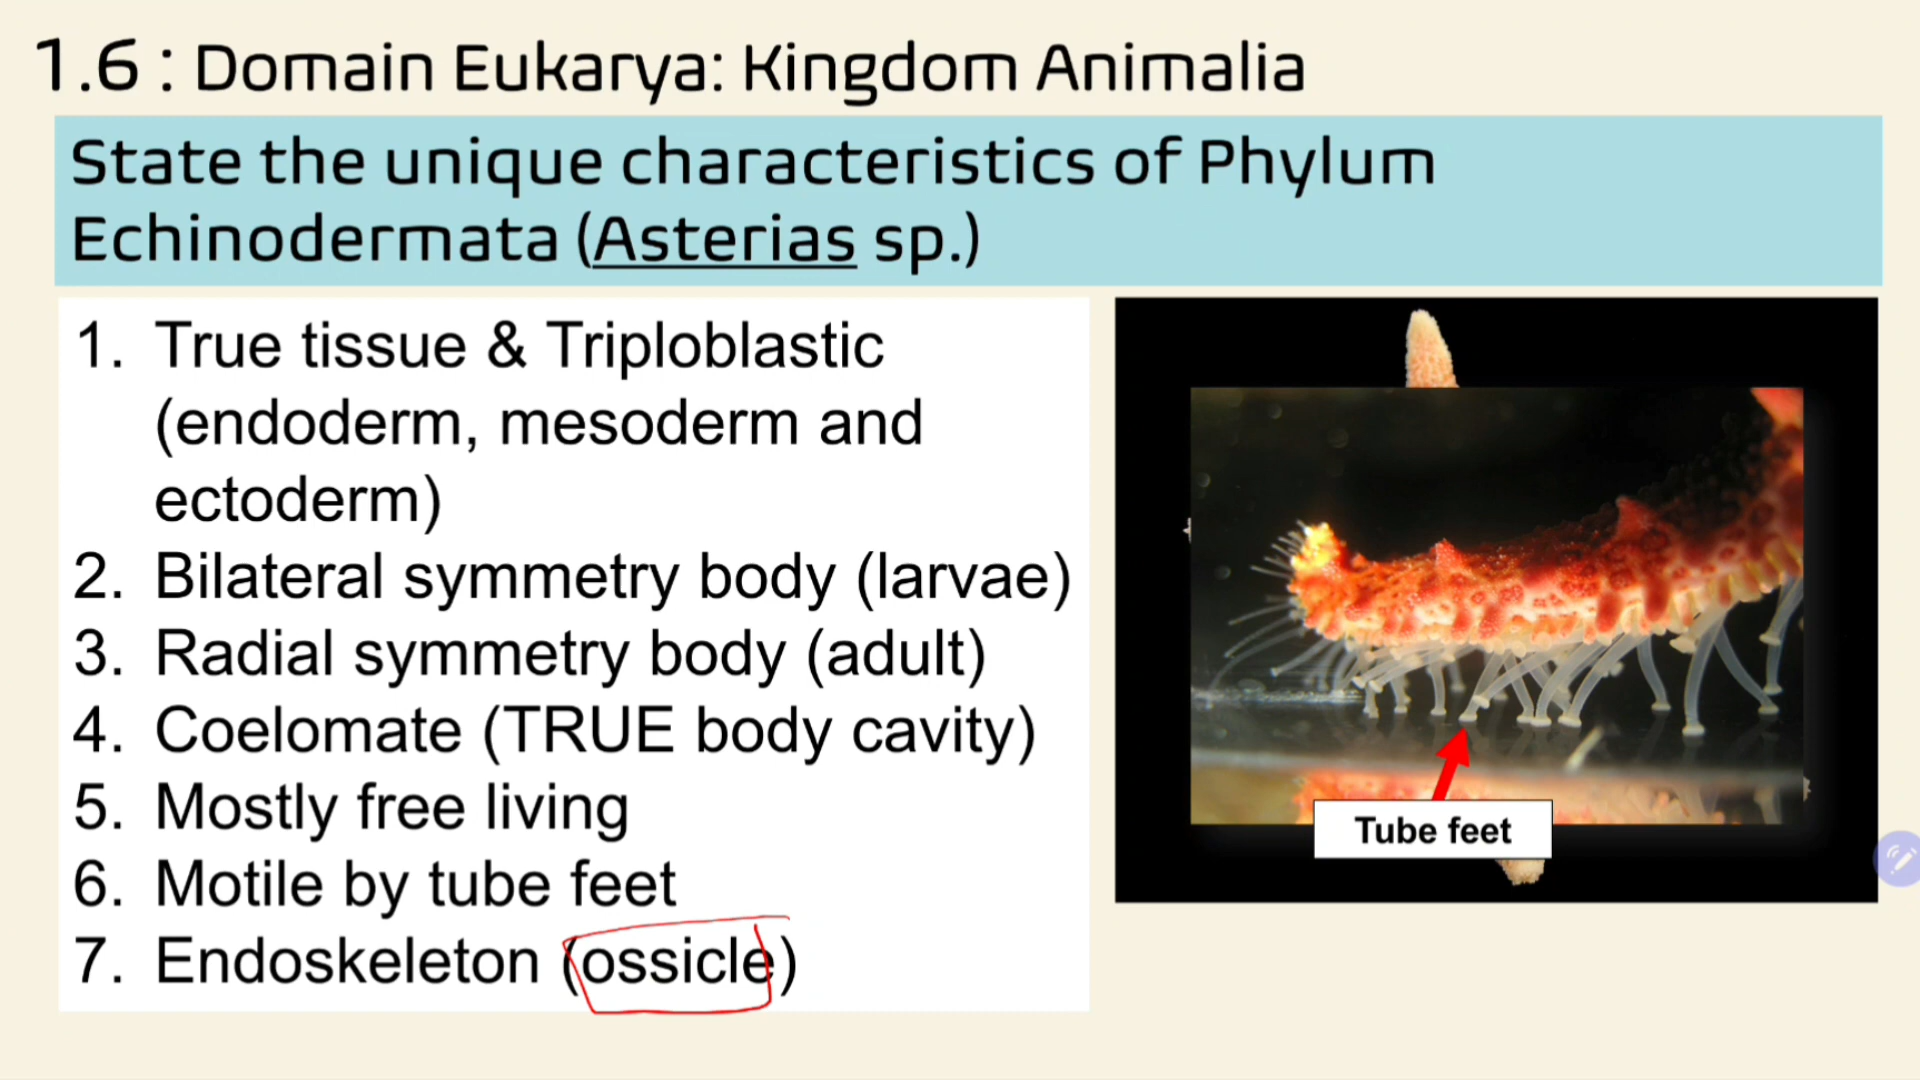 1.6 : Domain Eukarya: Kingdom Animalia
State the unique characteristics of Phylum
Echinodermata (Asterias sp.)
1. True tissue & Triploblastic
(endoderm, mesoderm and
ectoderm)
2. Bilateral symmetry body (larvae)
3. Radial symmetry body (adult)
4. Coelomate (TRUE body cavity)
5. Mostly free living
6. Motile by tube feet
7. Endoskeleton (ossicle)
Tube feet